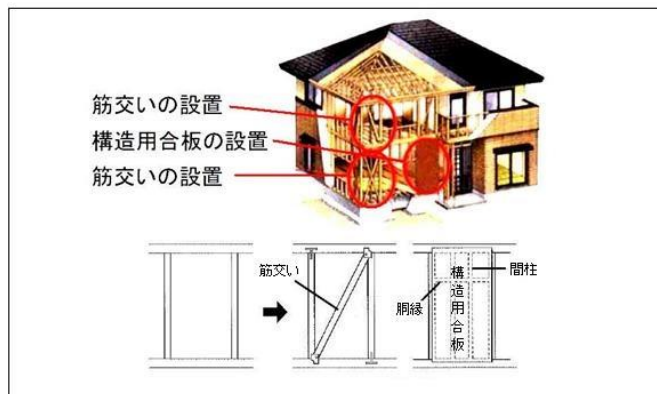 筋交いの設置
構造用合板の設置
筋交いの設置
筋交い
胴縁
構造用合板
間柱